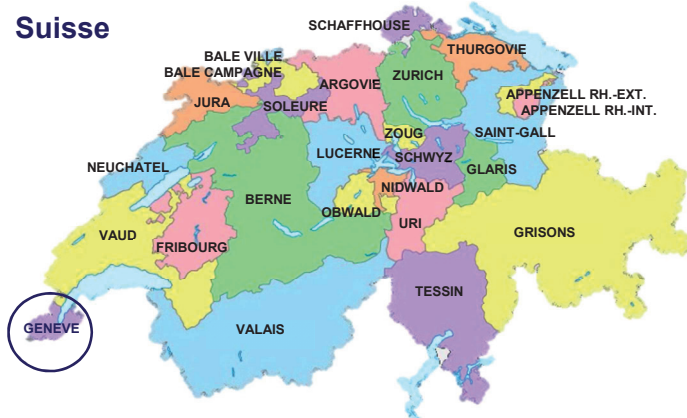 Suisse
SCHAFFHOUSE
THURGOVIE
BALE VILLE
BALE CAMPAGNE
ARGOVIE
ZURICH
APPENZELL RH.-EXT.
APPENZELL RH.-INT.
JURA
SOLEURE
ZOUG
SAINT-GALL
NEUCHATEL
LUCERNE
SCHWYZ
GLARIS
NIDWALD
BERNE
OBWALD
URI
VAUD
FRIBOURG
GRISONS
TESSIN
GENEVE
VALAIS